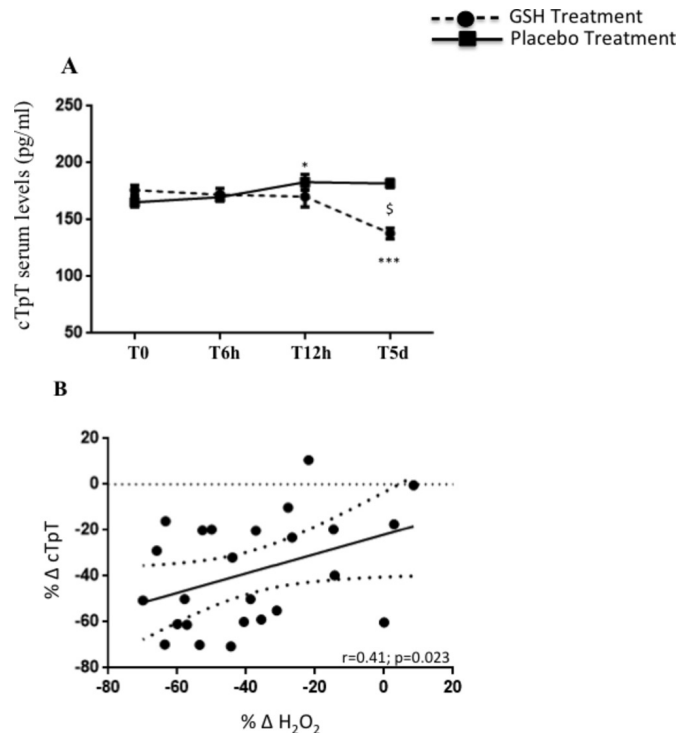 GSH Treatment
Placebo Treatment
A
cTpT serum levels (pg/ml)
250
200
150
100
50
*
$
***
T0 T6h T12h T5d
B
% Δ cTpT
20
0
-20
-40
-60
-80
r=0.41; p=0.023
-80 -60 -40 -20 0 20
% Δ H₂O₂